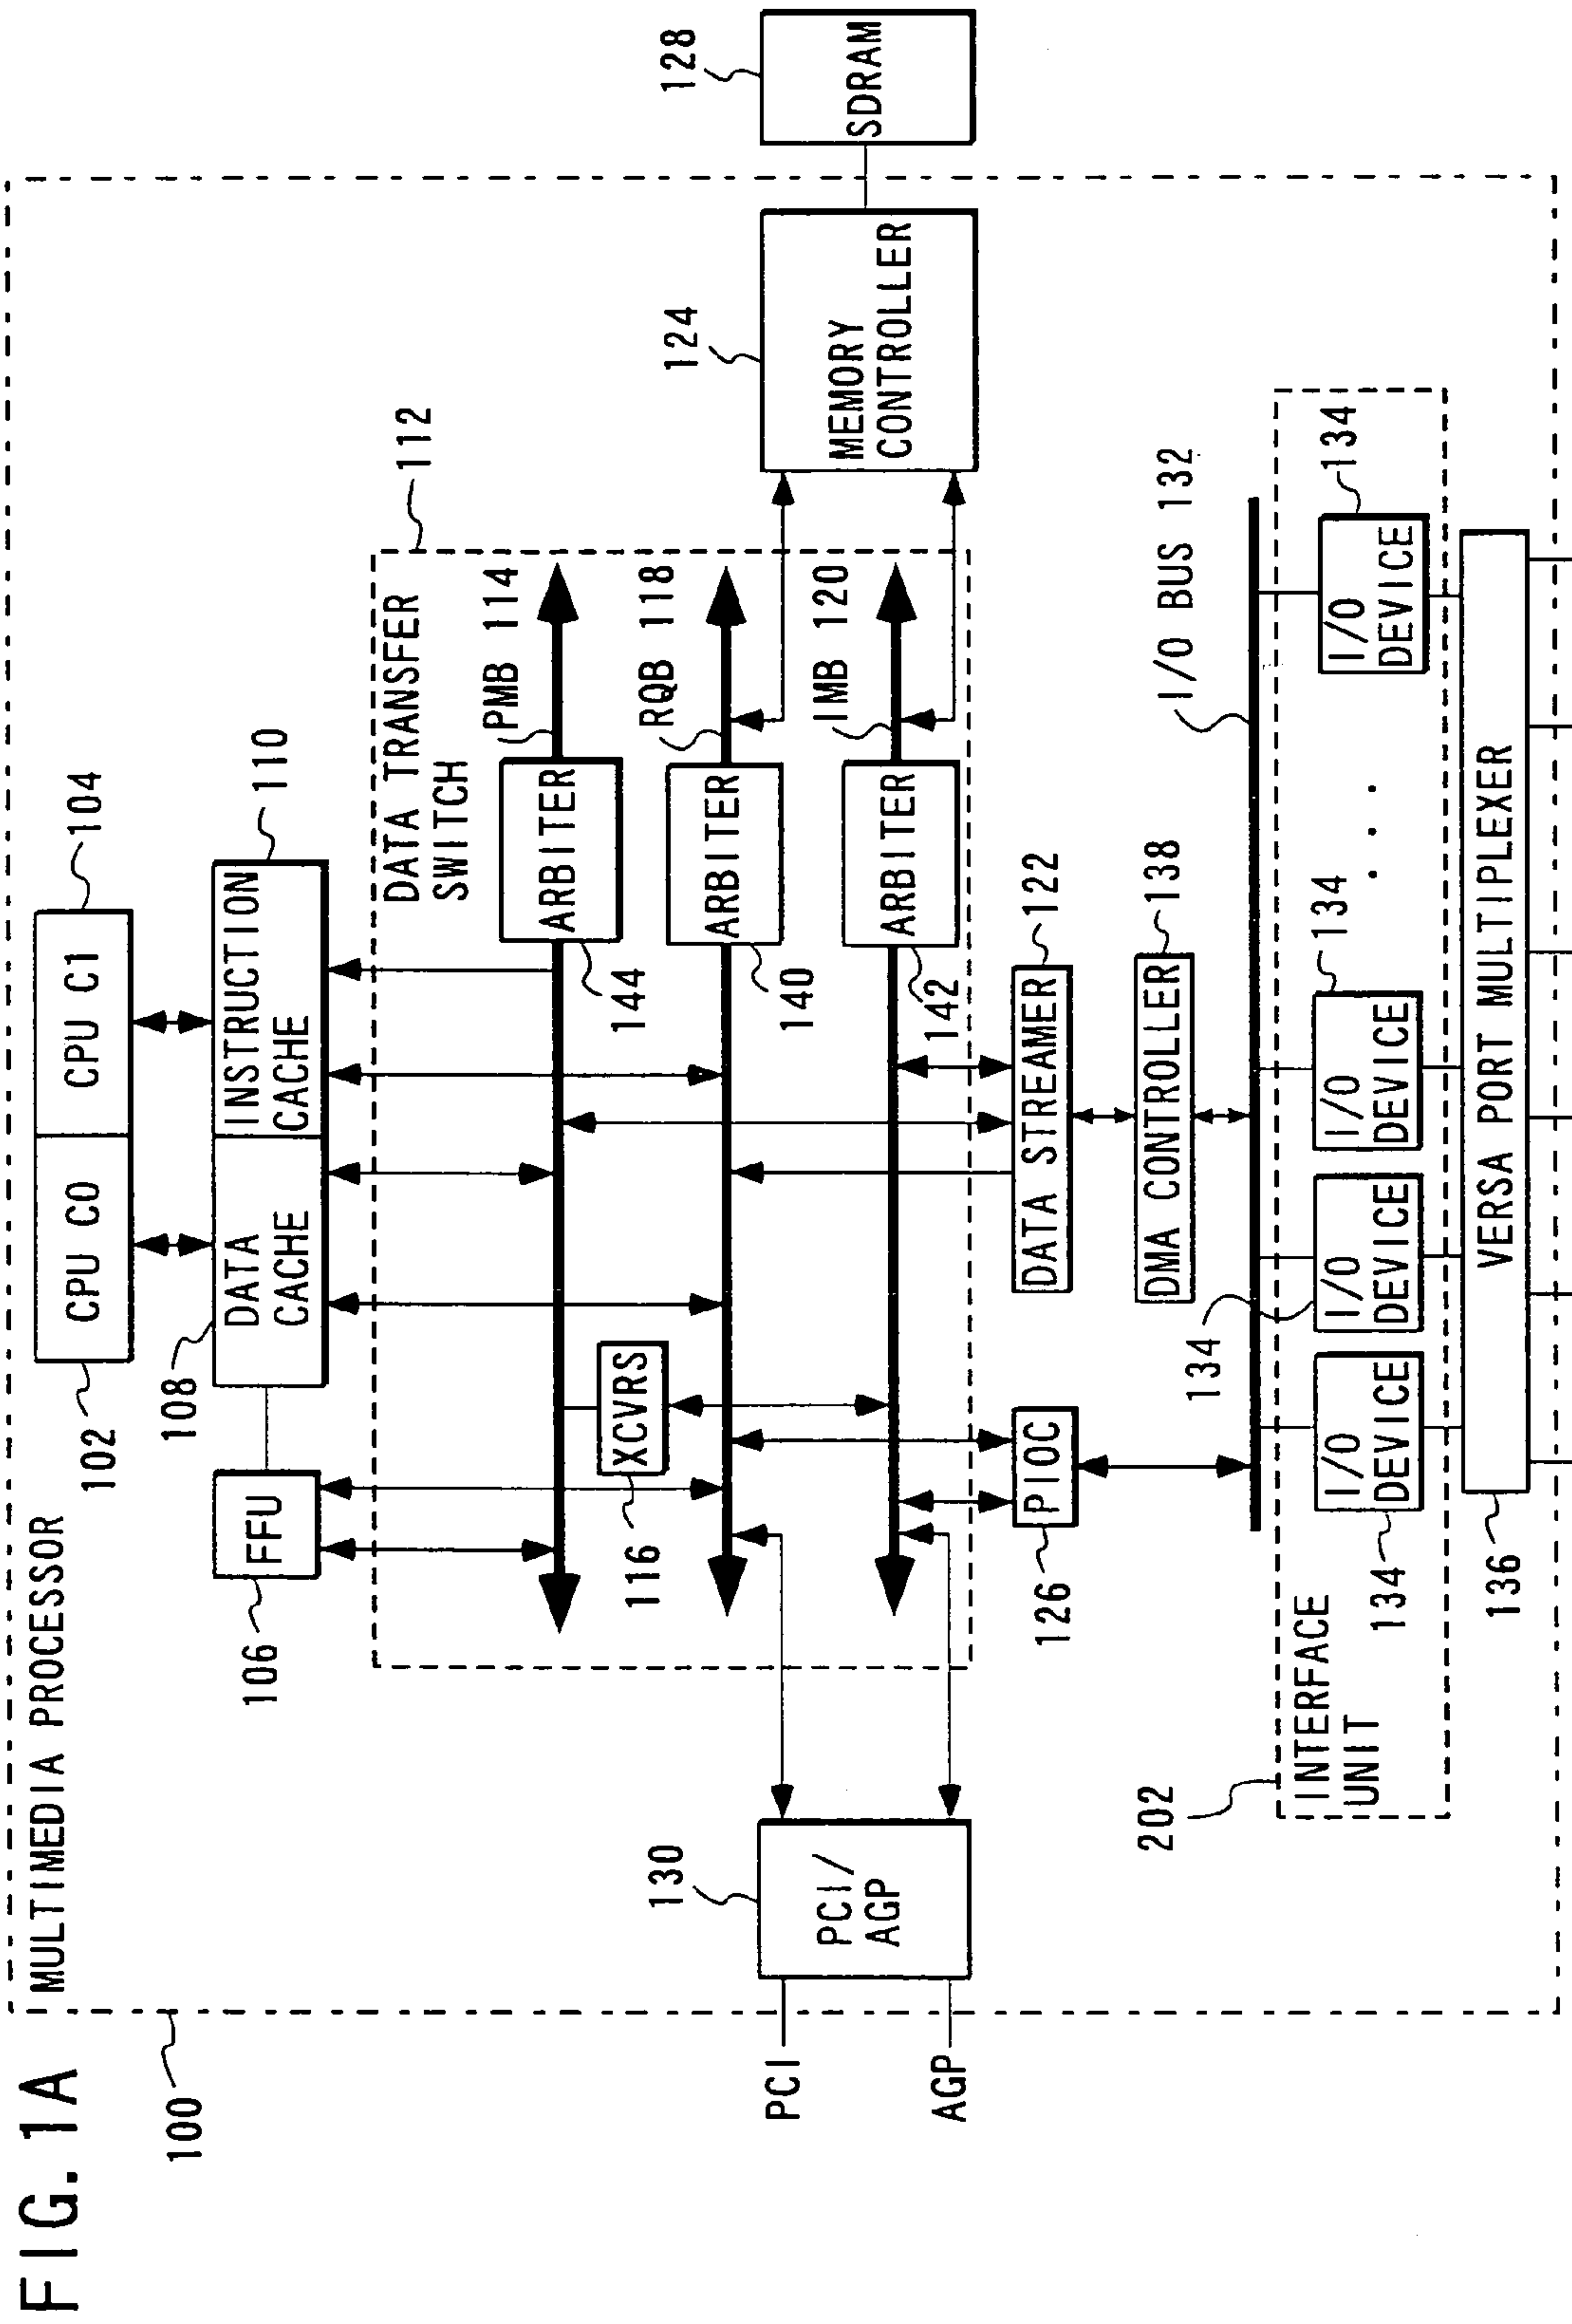 FIG. 1A
100
MULTIMEDIA PROCESSOR
102
CPU C0
CPU C1
104
106
FFU
108
DATA
CACHE
INSTRUCTION
CACHE
110
112
DATA TRANSFER
SWITCH
ARBITER
144
PMB 114
116
XCVRS
ARBITER
140
RQB 118
ARBITER
142
IMB 120
130
PCI/
AGP
PCI
AGP
124
MEMORY
CONTROLLER
128
SDRAM
126
PIOC
DATA STREAMER
122
DMA CONTROLLER
138
I/O BUS 132
202
INTERFACE
UNIT
134
I/O
DEVICE
134
I/O
DEVICE
134
I/O
DEVICE
. . .
134
I/O
DEVICE
136
VERSA PORT MULTIPLEXER